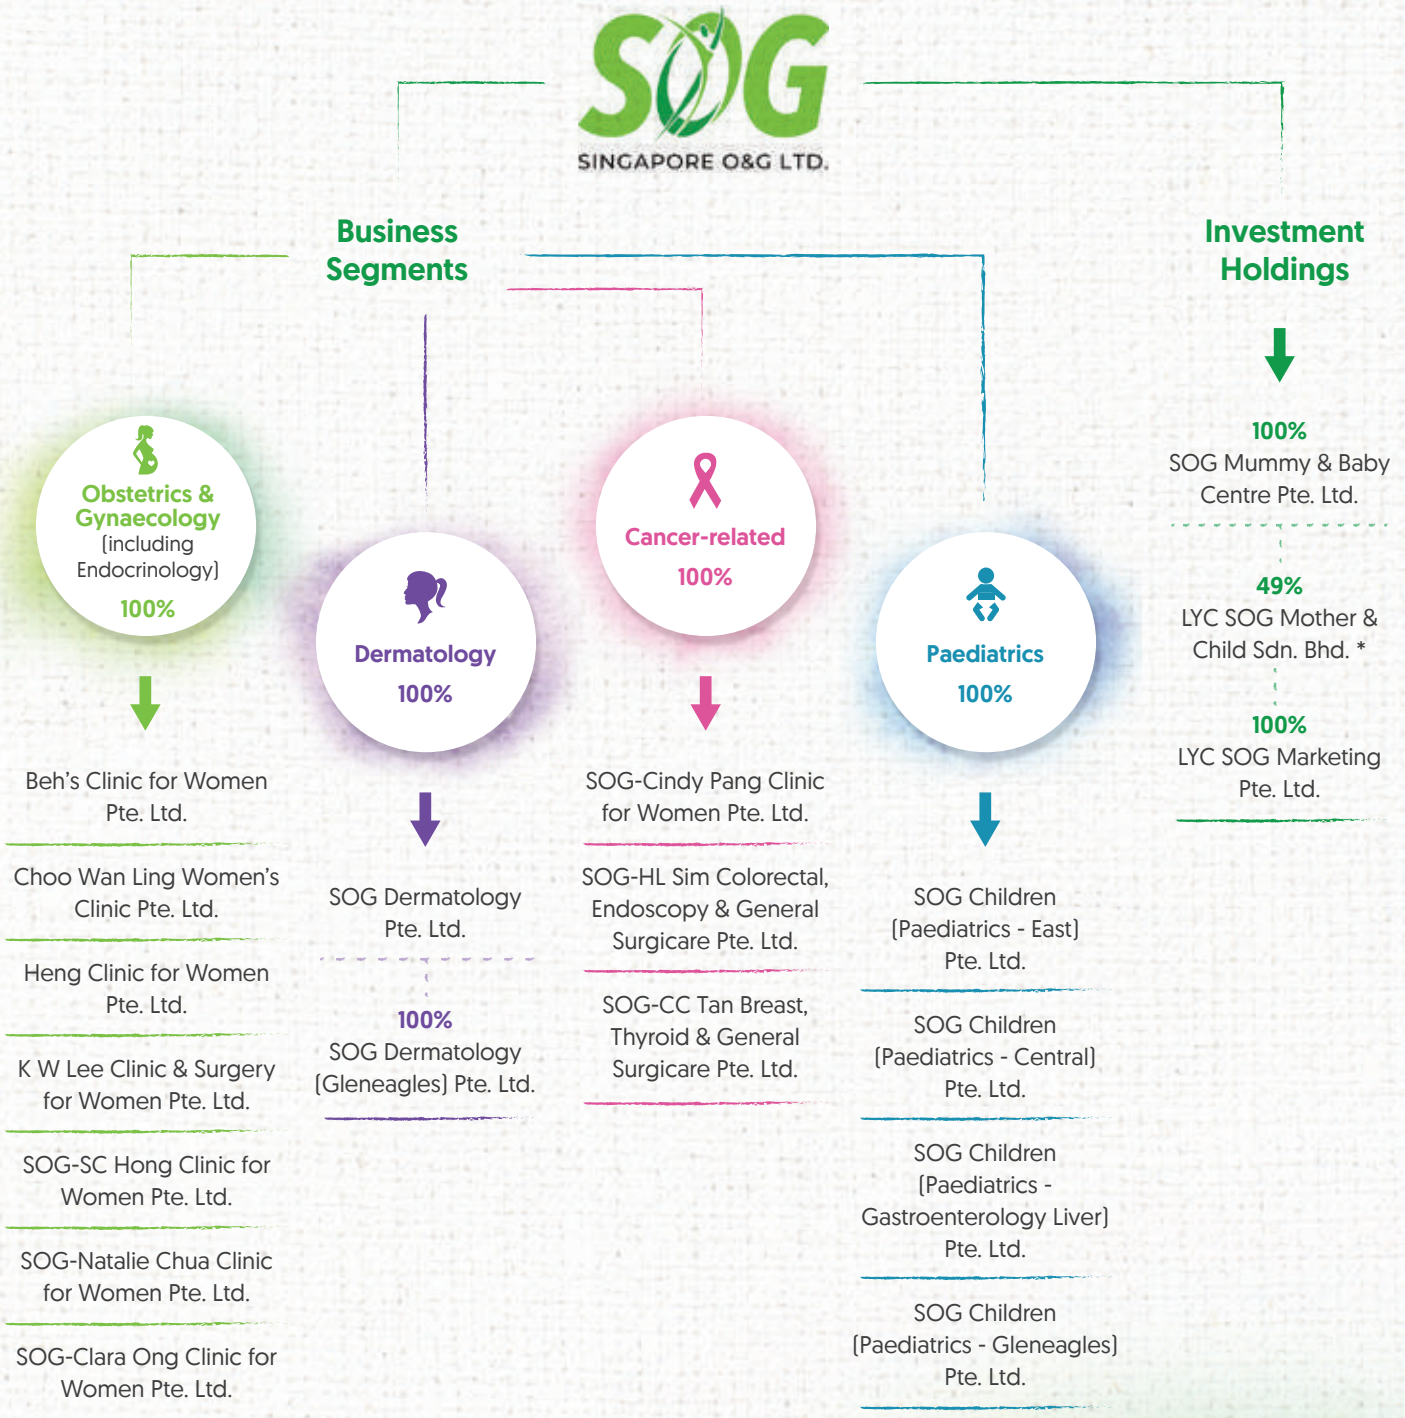 SOG
SINGAPORE O&G LTD.
Business
Segments
Investment
Holdings
Obstetrics &
Gynaecology
(including
Endocrinology)
100%
Beh's Clinic for Women
Pte. Ltd.
Choo Wan Ling Women's
Clinic Pte. Ltd.
Heng Clinic for Women
Pte. Ltd.
K W Lee Clinic & Surgery
for Women Pte. Ltd.
SOG-SC Hong Clinic for
Women Pte. Ltd.
SOG-Natalie Chua Clinic
for Women Pte. Ltd.
SOG-Clara Ong Clinic for
Women Pte. Ltd.
Dermatology
100%
SOG Dermatology
Pte. Ltd.
100%
SOG Dermatology
(Gleneagles) Pte. Ltd.
Cancer-related
100%
SOG-Cindy Pang Clinic
for Women Pte. Ltd.
SOG-HL Sim Colorectal,
Endoscopy & General
Surgicare Pte. Ltd.
SOG-CC Tan Breast,
Thyroid & General
Surgicare Pte. Ltd.
Paediatrics
100%
SOG Children
(Paediatrics - East)
Pte. Ltd.
SOG Children
(Paediatrics - Central)
Pte. Ltd.
SOG Children
(Paediatrics -
Gastroenterology Liver)
Pte. Ltd.
SOG Children
(Paediatrics - Gleneagles)
Pte. Ltd.
100%
SOG Mummy & Baby
Centre Pte. Ltd.
49%
LYC SOG Mother &
Child Sdn. Bhd. *
100%
LYC SOG Marketing
Pte. Ltd.